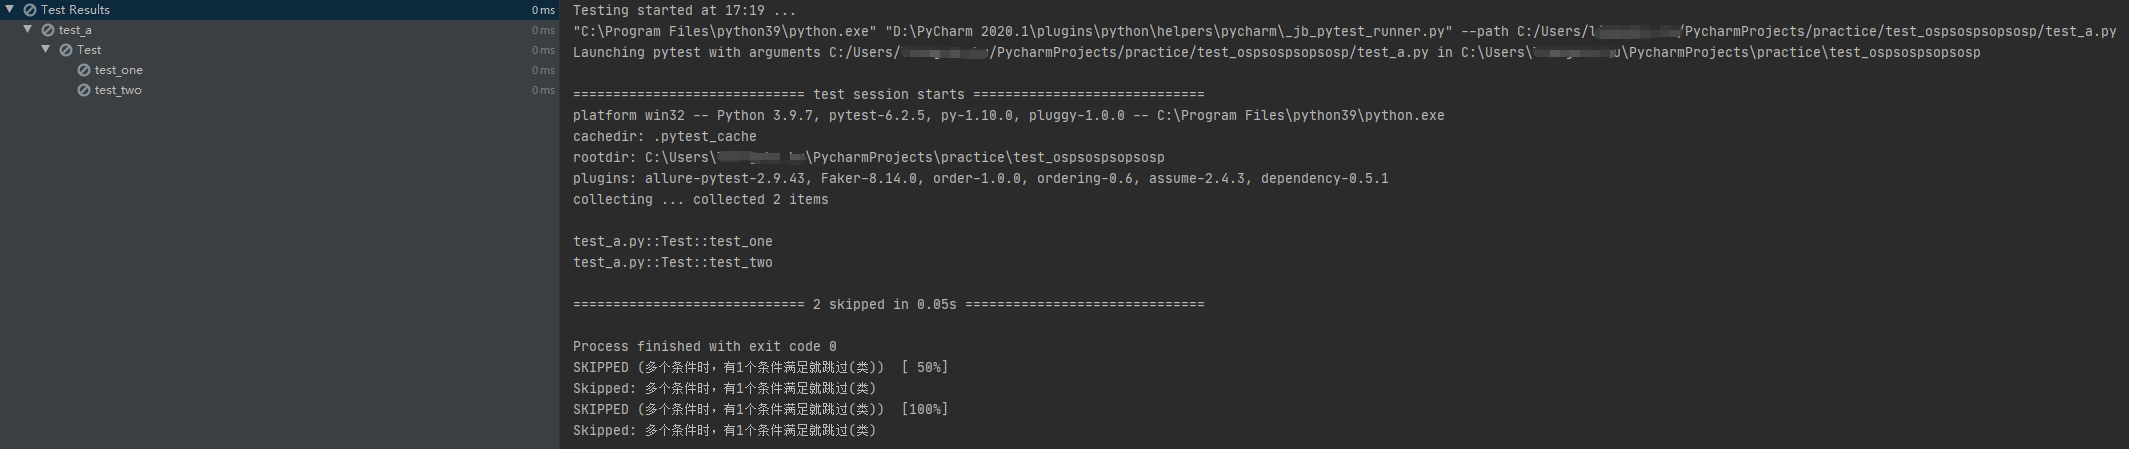 Test Results 0 ms
test_a 0 ms
Test 0 ms
test_one 0 ms
test_two 0 ms
Testing started at 17:19 ...
"C:\Program Files\python39\python.exe" "D:\PyCharm 2020.1\plugins\python\helpers\pycharm\_jb_pytest_runner.py" --path C:/Users/ /PycharmProjects/practice/test_ospsospsopsosp/test_a.py
Launching pytest with arguments C:/Users/ /PycharmProjects/practice/test_ospsospsopsosp/test_a.py in C:\Users\ \PycharmProjects\practice\test_ospsospsopsosp
============================= test session starts =============================
platform win32 -- Python 3.9.7, pytest-6.2.5, py-1.10.0, pluggy-1.0.0 -- C:\Program Files\python39\python.exe
cachedir: .pytest_cache
rootdir: C:\Users\ \PycharmProjects\practice\test_ospsospsopsosp
plugins: allure-pytest-2.9.43, Faker-8.14.0, order-1.0.0, ordering-0.6, assume-2.4.3, dependency-0.5.1
collecting ... collected 2 items
test_a.py::Test::test_one
test_a.py::Test::test_two
============================= 2 skipped in 0.05s ==============================
Process finished with exit code 0
SKIPPED (多个条件时，有1个条件满足就跳过(类)) [ 50%]
Skipped: 多个条件时，有1个条件满足就跳过(类)
SKIPPED (多个条件时，有1个条件满足就跳过(类)) [100%]
Skipped: 多个条件时，有1个条件满足就跳过(类)